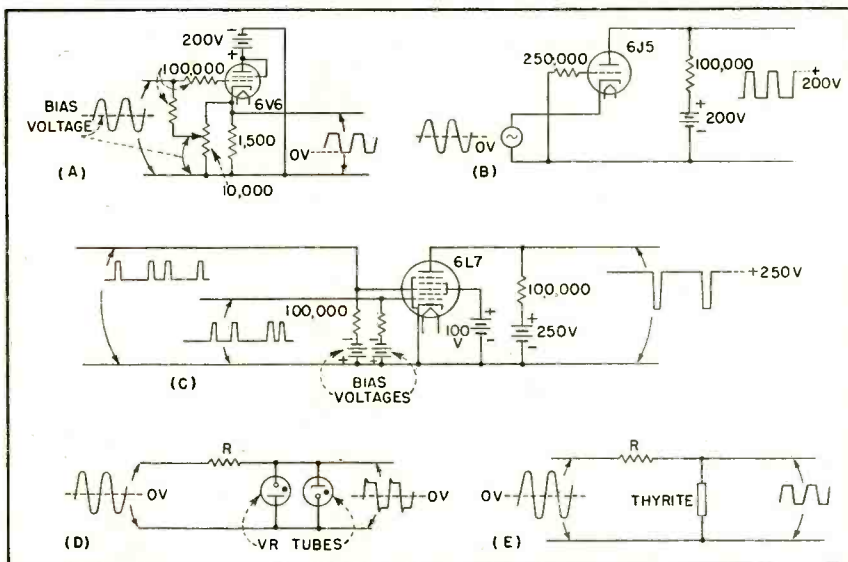 200V
-
+
100,000
6V6
BIAS
VOLTAGE
1,500
0V
10,000
(A)
6J5
250,000
100,000
+
200V
+
200V
-
0V
(B)
6L7
100,000
100,000
+
100
V
-
+
250V
-
+250V
-
+
-
+
BIAS
VOLTAGES
(C)
R
0V
0V
VR TUBES
(D)
R
0V
THYRITE
(E)